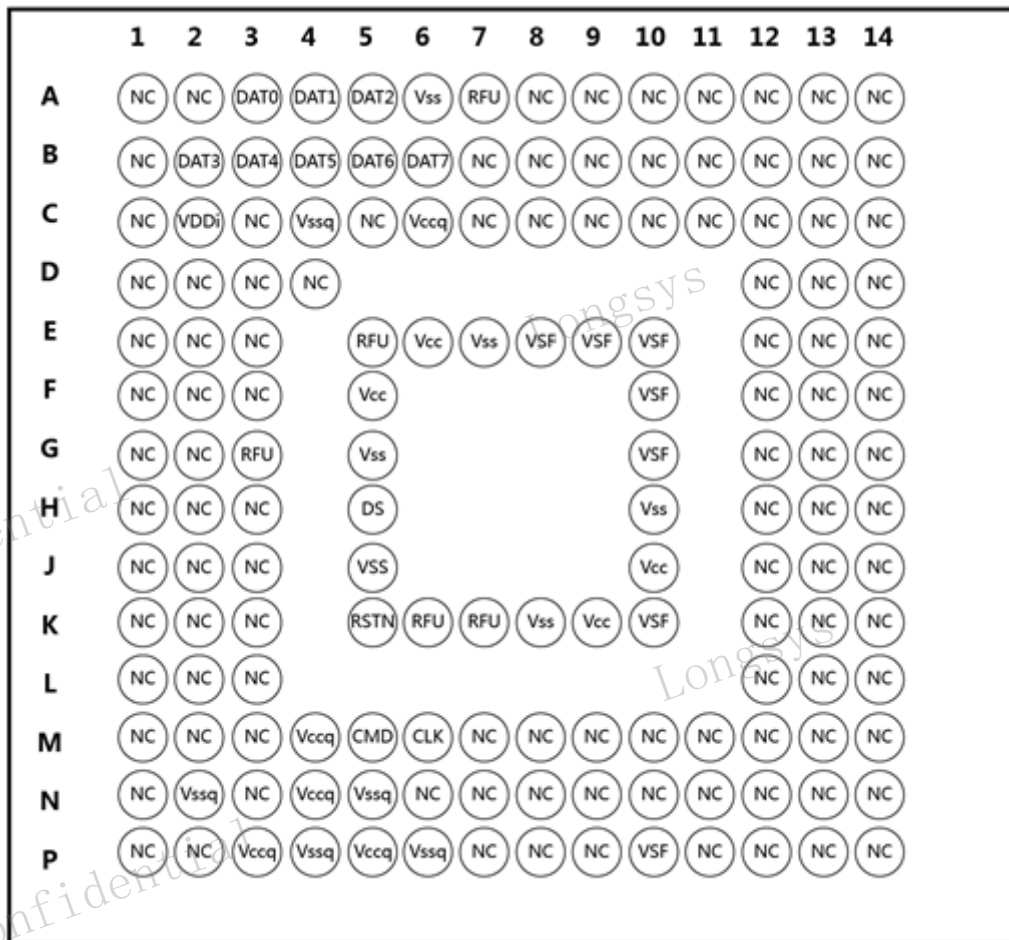 1 2 3 4 5 6 7 8 9 10 11 12 13 14
A NC NC DAT0 DAT1 DAT2 Vss RFU NC NC NC NC NC NC NC
B NC DAT3 DAT4 DAT5 DAT6 DAT7 NC NC NC NC NC NC NC NC
C NC VDDi NC Vssq NC Vccq NC NC NC NC NC NC NC NC
D NC NC NC NC NC NC NC
Longsys
E NC NC NC RFU Vcc Vss VSF VSF VSF NC NC NC
F NC NC NC Vcc VSF NC NC NC
G NC NC RFU Vss VSF NC NC NC
H NC NC NC DS Vss NC NC NC
J NC NC NC VSS Vcc NC NC NC
K NC NC NC RSTN RFU RFU Vss Vcc VSF NC NC NC
Longsys
L NC NC NC NC NC NC
M NC NC NC Vccq CMD CLK NC NC NC NC NC NC NC NC
N NC Vssq NC Vccq Vssq NC NC NC NC NC NC NC NC NC
P NC NC Vccq Vssq Vccq Vssq NC NC NC VSF NC NC NC NC